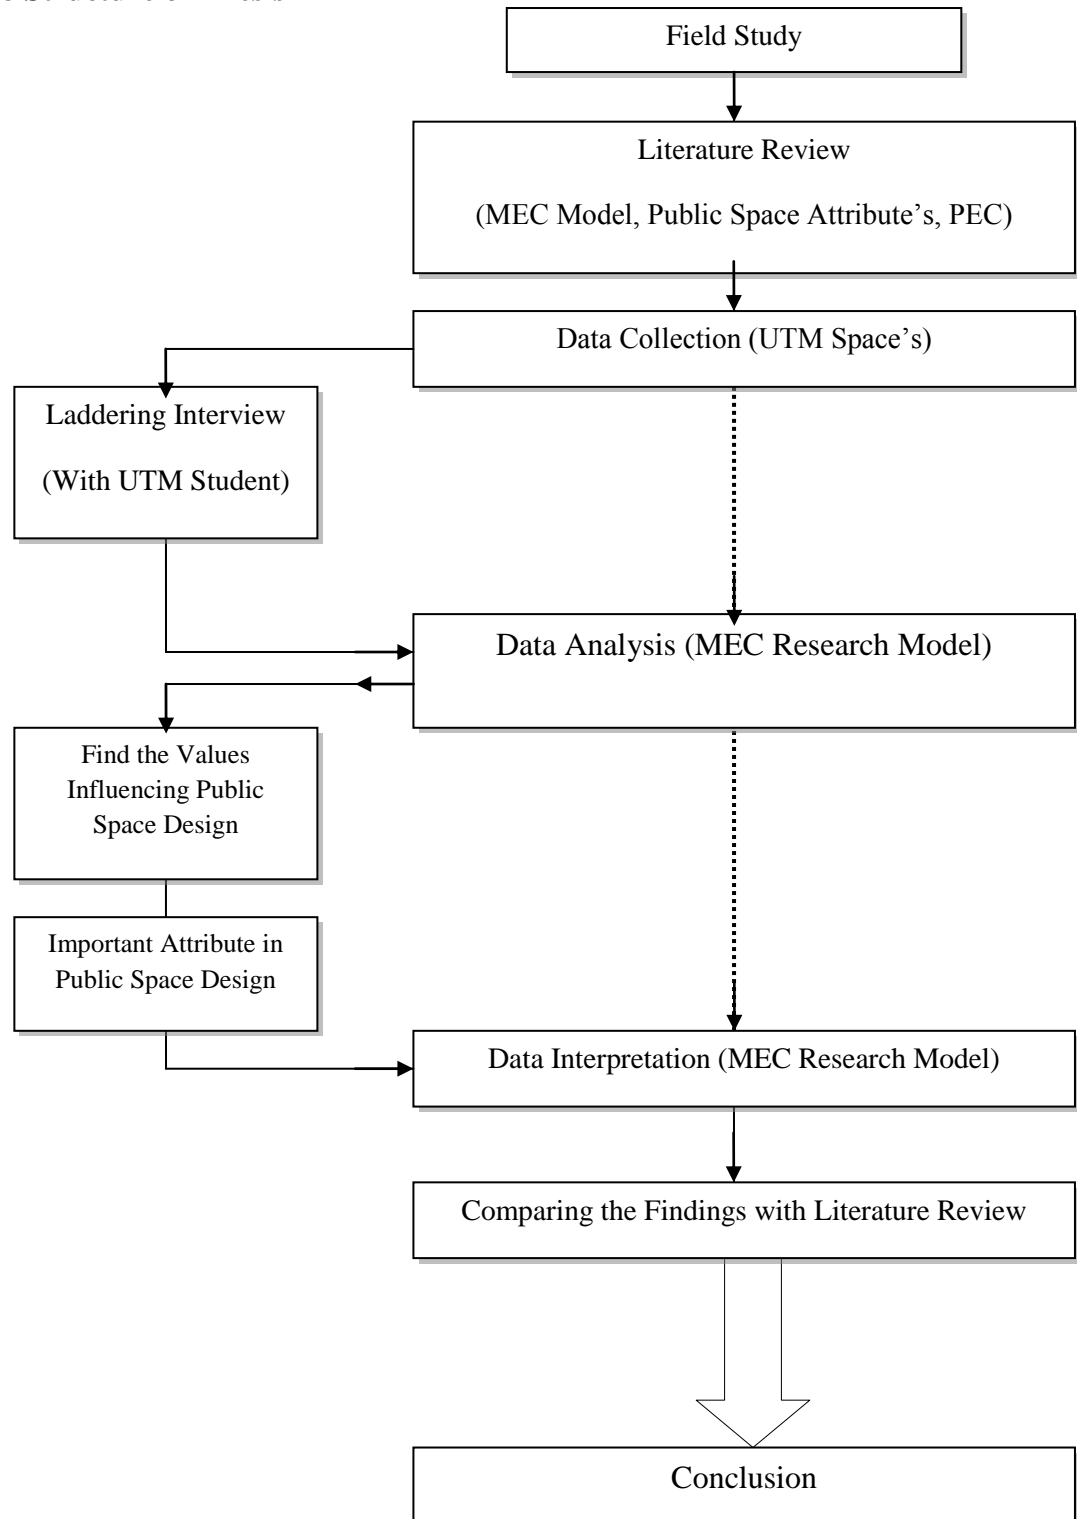 Field Study
Literature Review
(MEC Model, Public Space Attribute's, PEC)
Data Collection (UTM Space's)
Laddering Interview
(With UTM Student)
Data Analysis (MEC Research Model)
Find the Values
Influencing Public
Space Design
Important Attribute in
Public Space Design
Data Interpretation (MEC Research Model)
Comparing the Findings with Literature Review
Conclusion